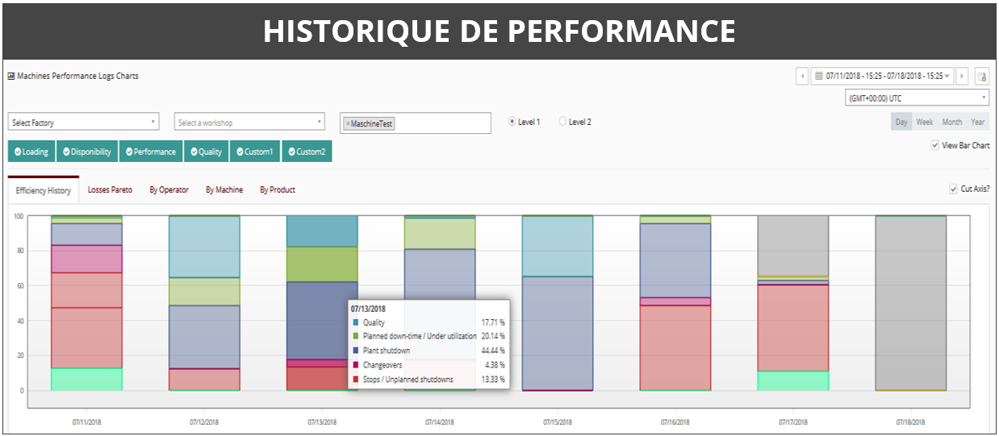 HISTORIQUE DE PERFORMANCE
Machines Performance Logs Charts
07/11/2018 - 15:25 - 07/18/2018 - 15:25
(GMT+00:00) UTC
Select Factory
Select a workshop
×MaschineTest
Level 1
Level 2
Day Week Month Year
Loading
Disponibility
Performance
Quality
Custom1
Custom2
View Bar Chart
Efficiency History
Losses Pareto
By Operator
By Machine
By Product
Cut Axis?
100
80
60
40
20
0
07/13/2018
Quality 17.71 %
Planned down-time / Under utilization 20.14 %
Plant shutdown 44.44 %
Changeovers 4.38 %
Stops / Unplanned shutdowns 13.33 %
07/11/2018 07/12/2018 07/13/2018 07/14/2018 07/15/2018 07/16/2018 07/17/2018 07/18/2018